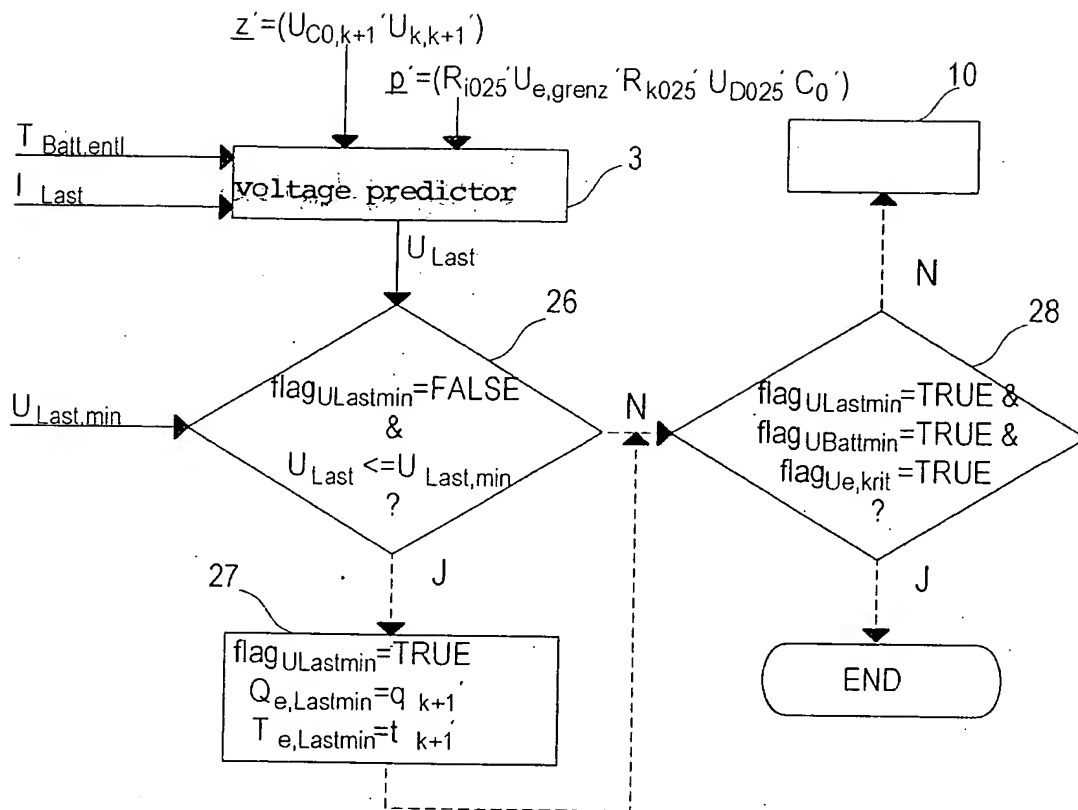 z'=(U_C0,k+1' U_k,k+1')
p'=(R_i025' U_e,grenz' R_k025' U_D025' C_0')
10
T_Batt.entl
I_Last
voltage predictor
3
U_Last
26
28
N
flag_ULastmin=FALSE
&
U_Last <=U_Last,min
?
U_Last,min
N
flag_ULastmin=TRUE &
flag_UBattmin=TRUE &
flag_Ue,krit=TRUE
?
27
J
J
flag_ULastmin=TRUE
Q_e,Lastmin=q_k+1'
T_e,Lastmin=t_k+1'
END